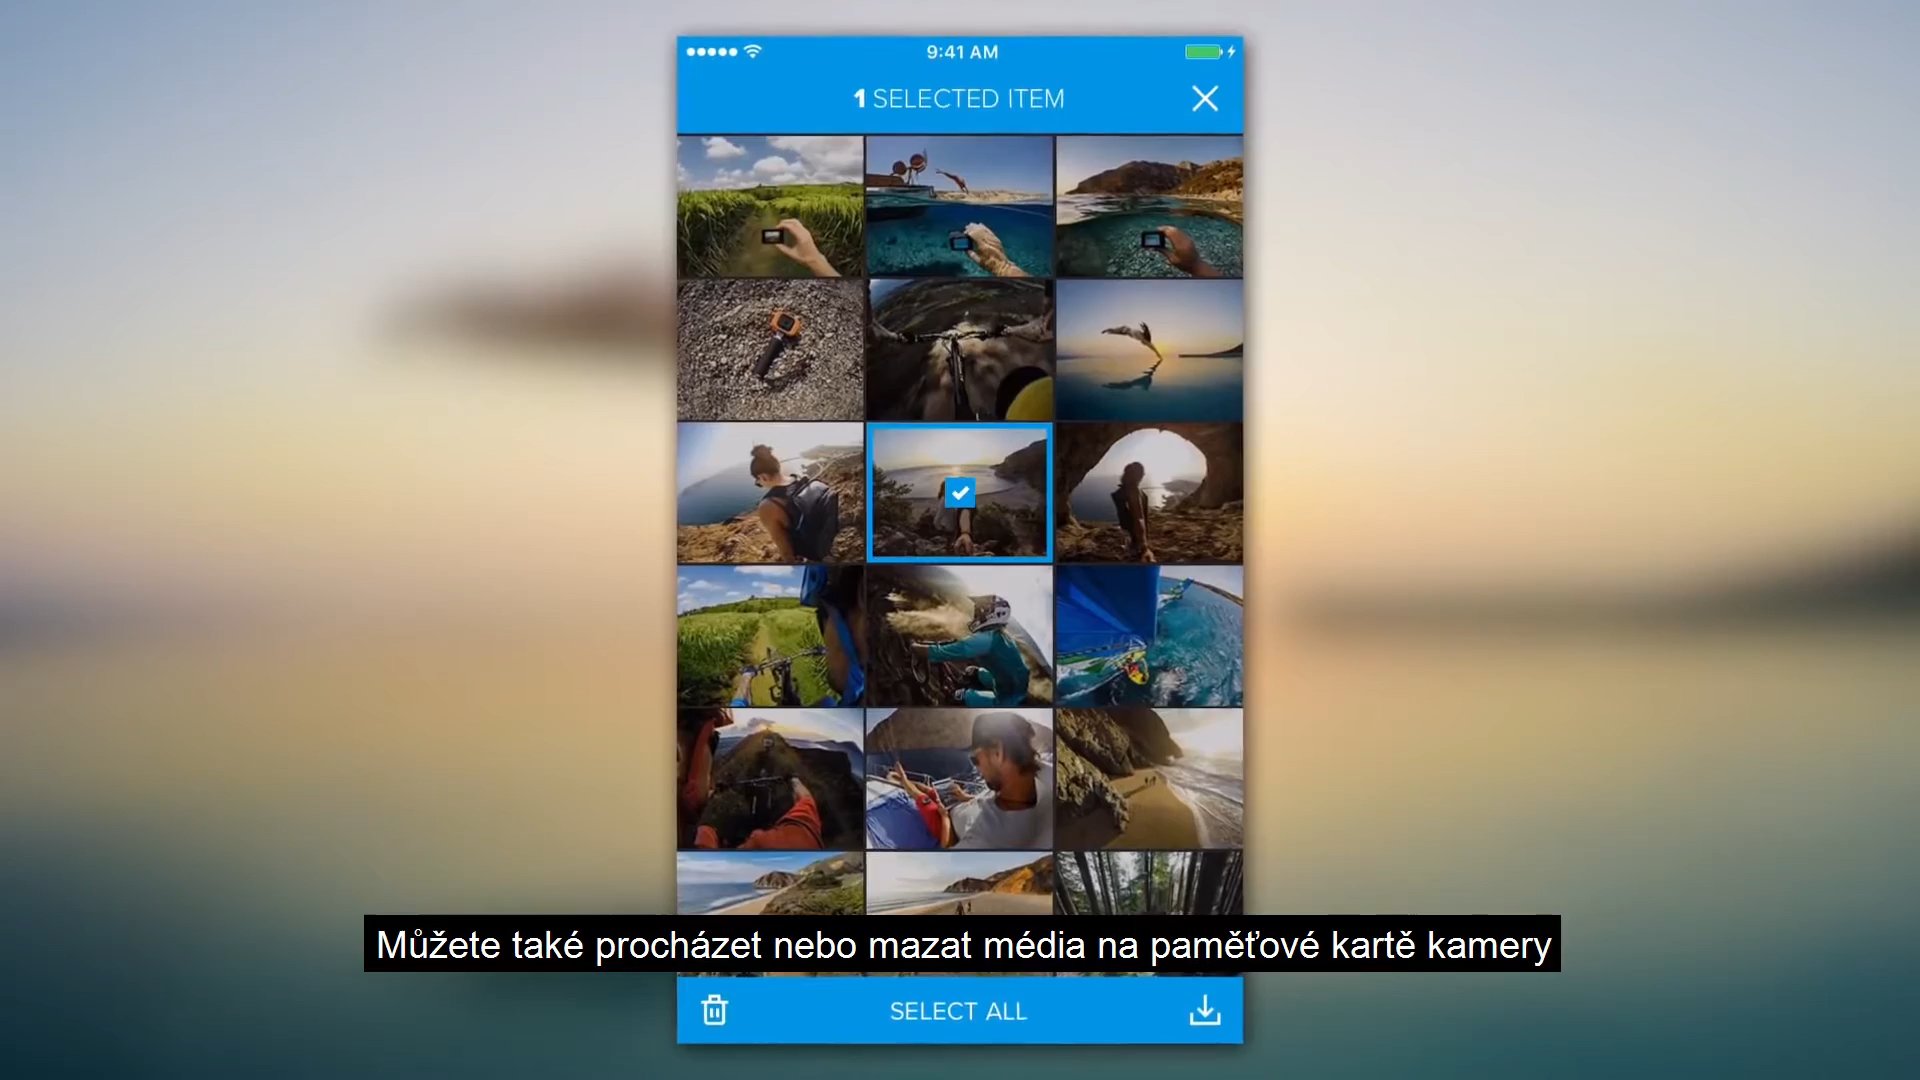 9:41 AM
1 SELECTED ITEM
Můžete také procházet nebo mazat média na paměťové kartě kamery
SELECT ALL